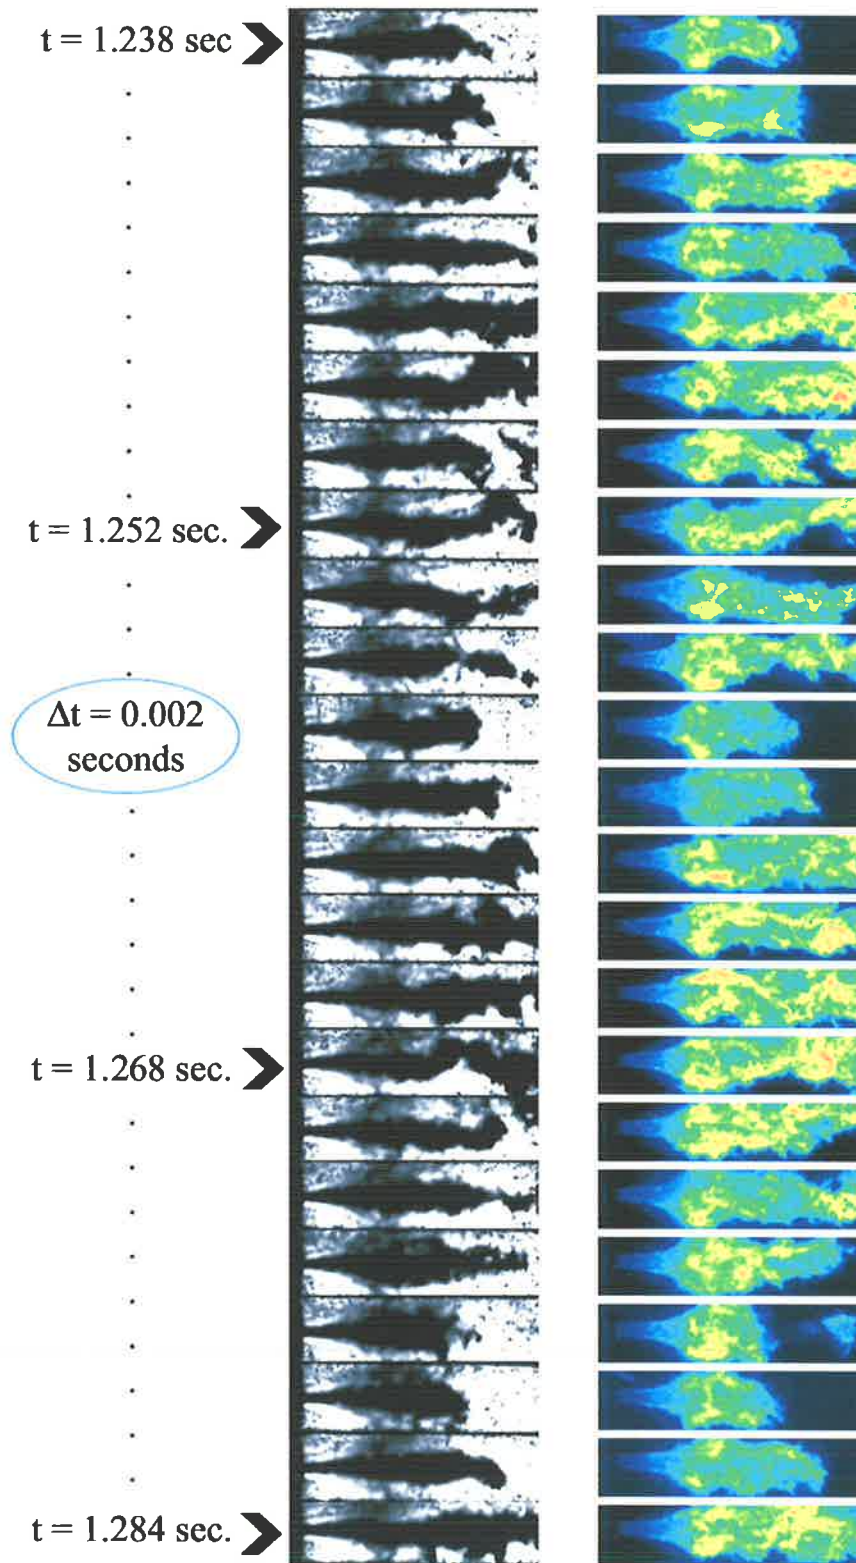 t = 1.238 sec
t = 1.252 sec.
Δt = 0.002
seconds
t = 1.268 sec.
t = 1.284 sec.